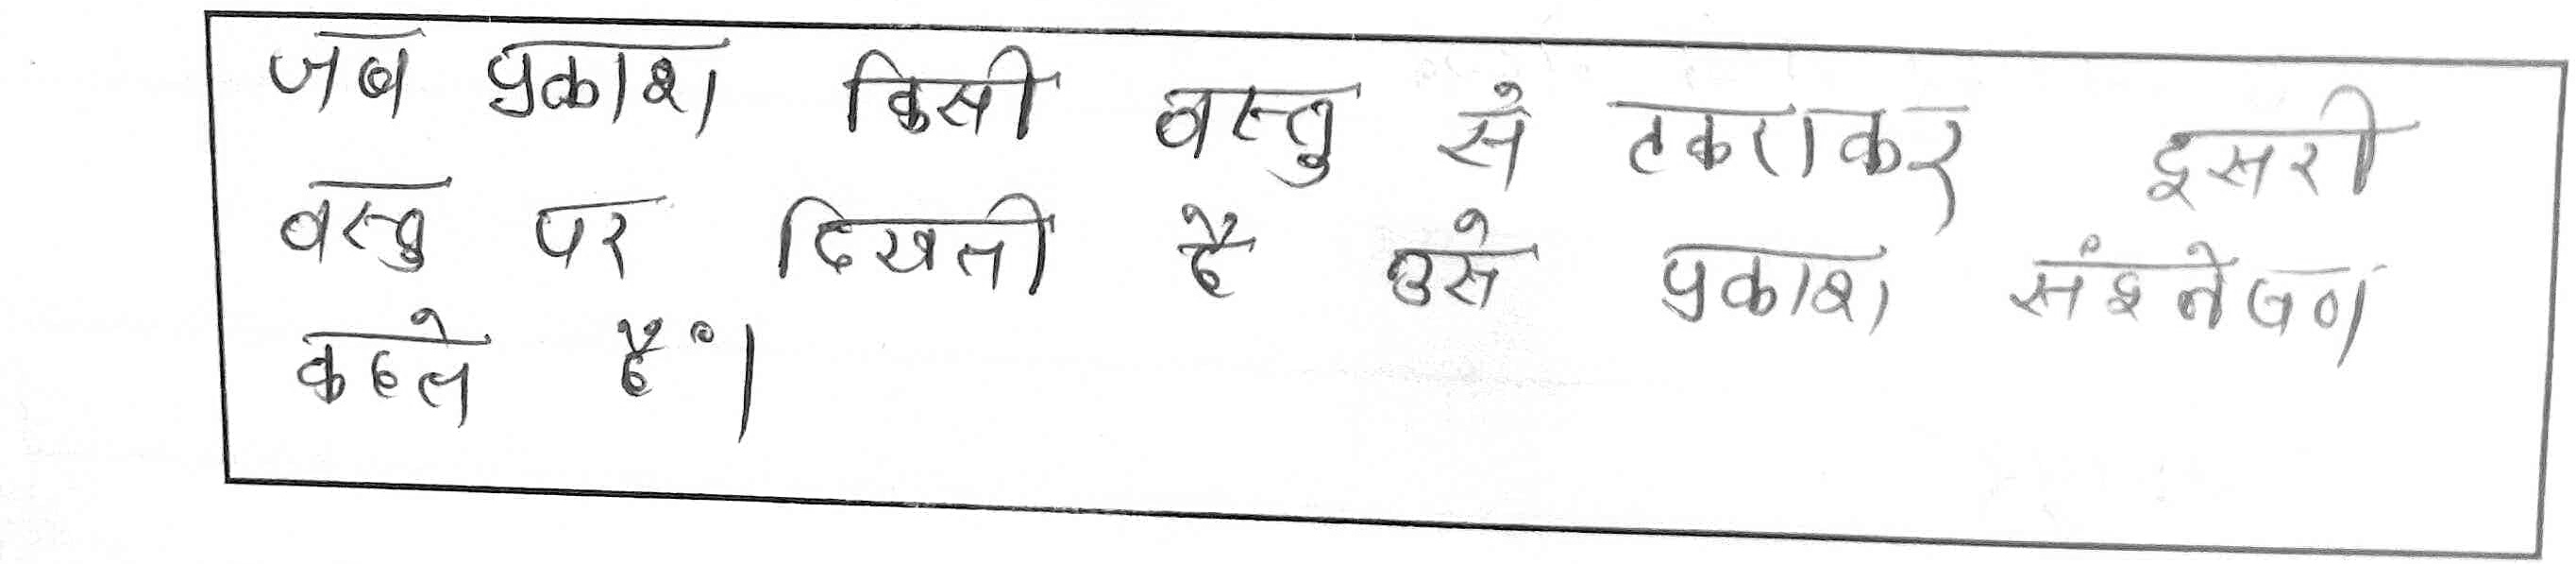 जब प्रकाश किसी वस्तु से टकराकर दूसरी
वस्तु पर दिखती है उसे प्रकाश संश्लेषण
कहते हैं।